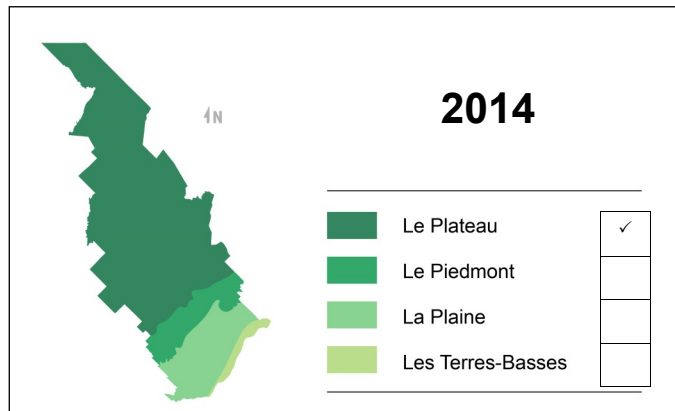 N
2014
Le Plateau ✓
Le Piedmont
La Plaine
Les Terres-Basses